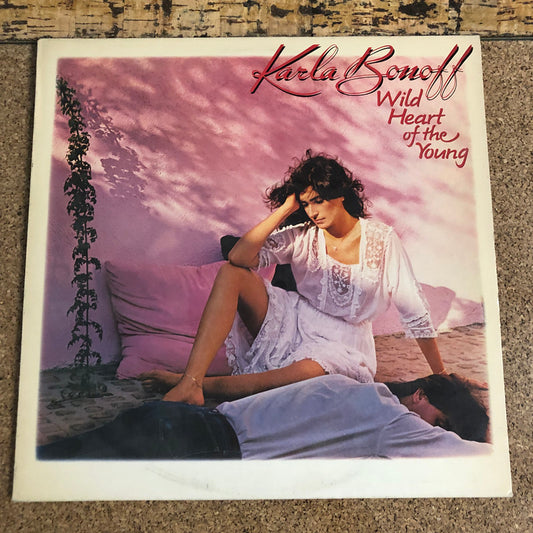 Karla Bonoff
Wild
Heart
of the
Young